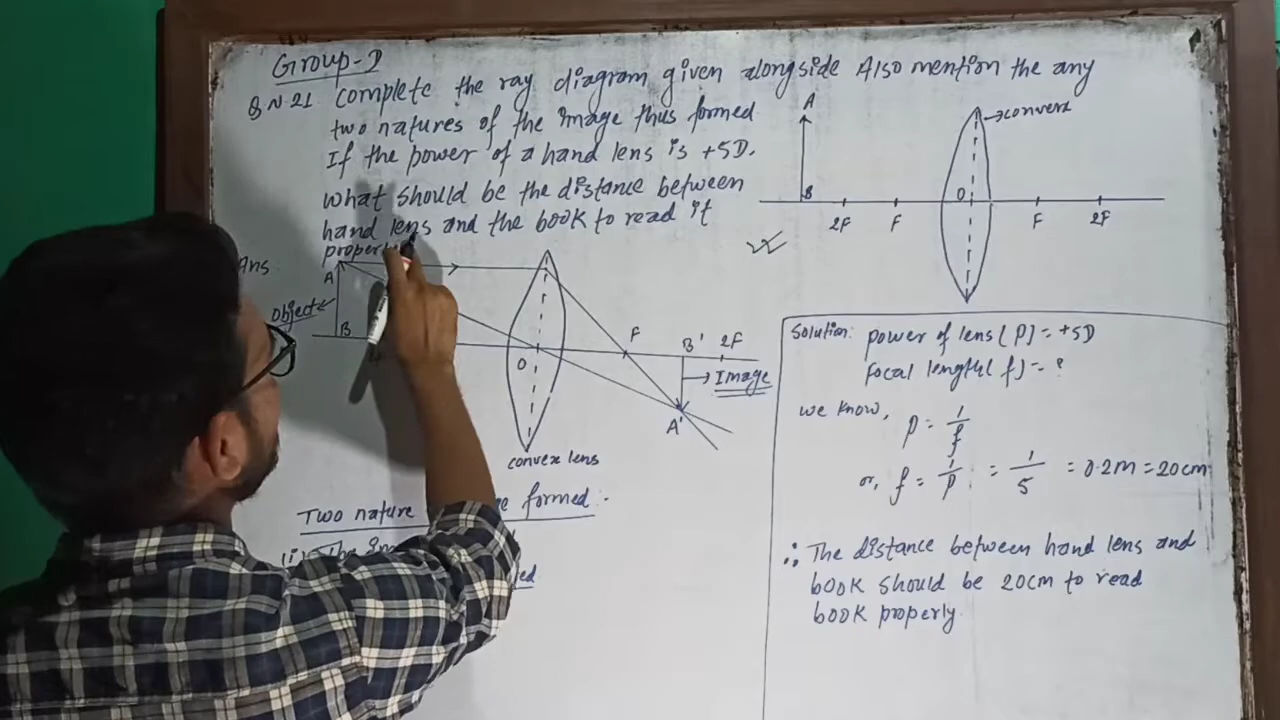 Group-D
Q N 21 Complete the ray diagram given alongside Also mention the any
two natures of the image thus formed
If the power of a hand lens is +5D.
what should be the distance between
hand lens and the book to read it
properly
A
→convex
B
2F
F
O
F
2F
Ans.
A
Object
B
O
F
B'
2F
→Image
A'
convex lens
Two nature formed :-
Solution: power of lens (P) = +5D
Focal length (f) = ?
we know,
P = 1/f
or, f = 1/P = 1/5 = 0.2m = 20cm
∴ The distance between hand lens and
book should be 20cm to read
book properly.